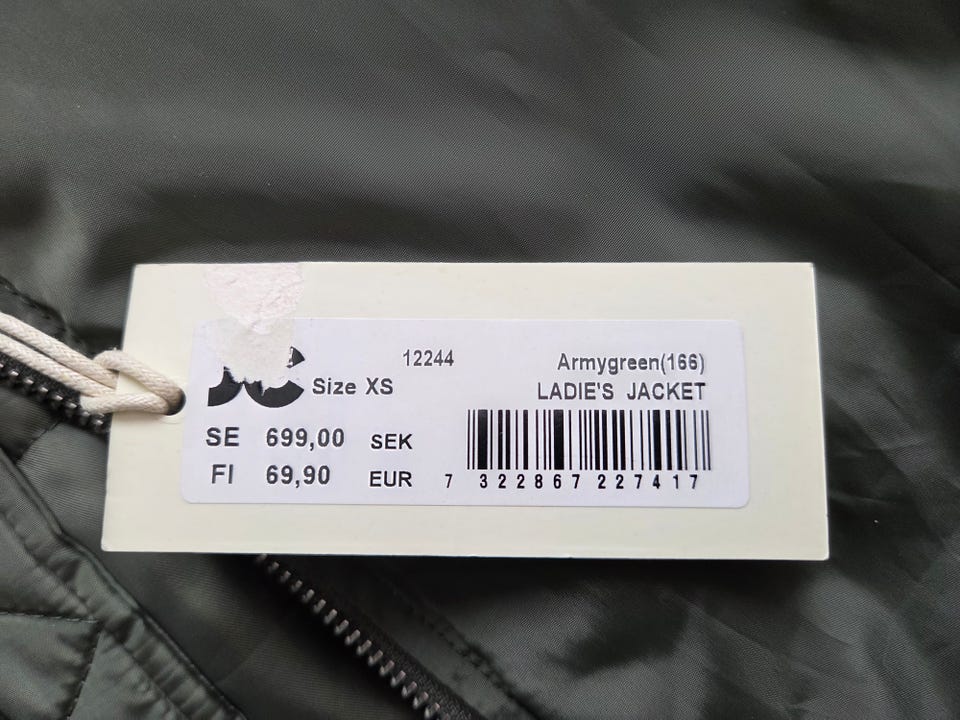 12244
Armygreen(166)
Size XS
LADIE'S JACKET
SE 699,00 SEK
FI 69,90 EUR
7 322867 227417